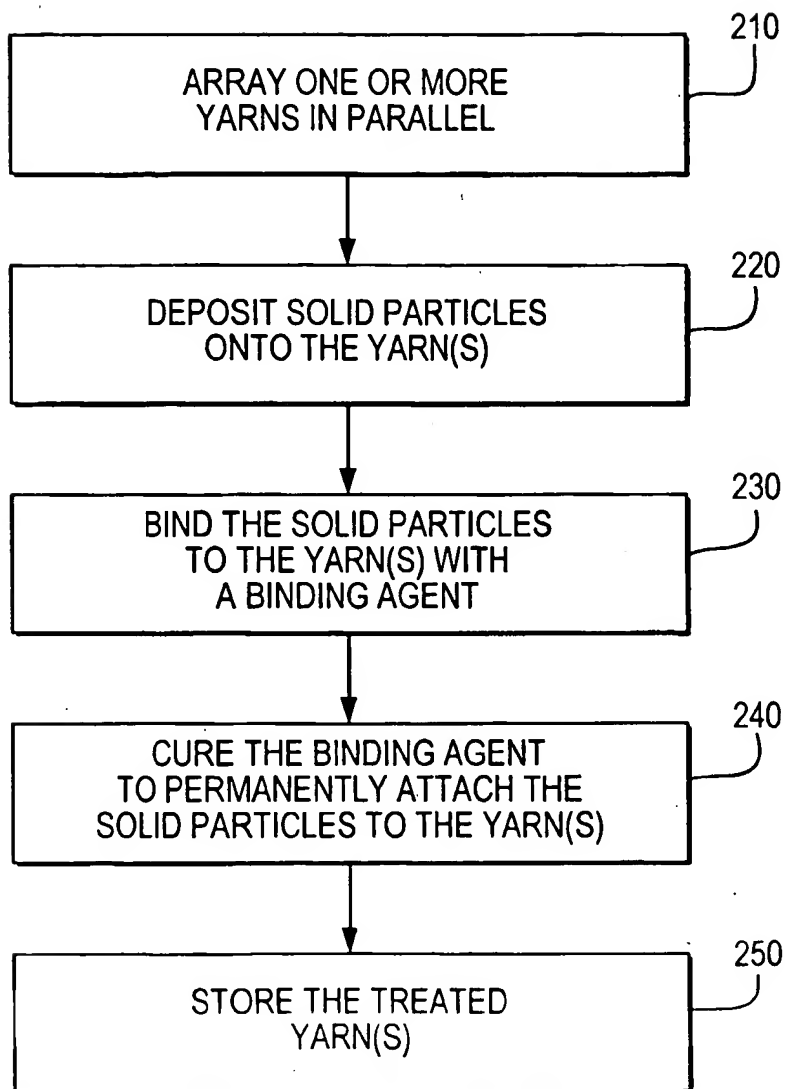 210
ARRAY ONE OR MORE
YARNS IN PARALLEL
220
DEPOSIT SOLID PARTICLES
ONTO THE YARN(S)
230
BIND THE SOLID PARTICLES
TO THE YARN(S) WITH
A BINDING AGENT
240
CURE THE BINDING AGENT
TO PERMANENTLY ATTACH THE
SOLID PARTICLES TO THE YARN(S)
250
STORE THE TREATED
YARN(S)